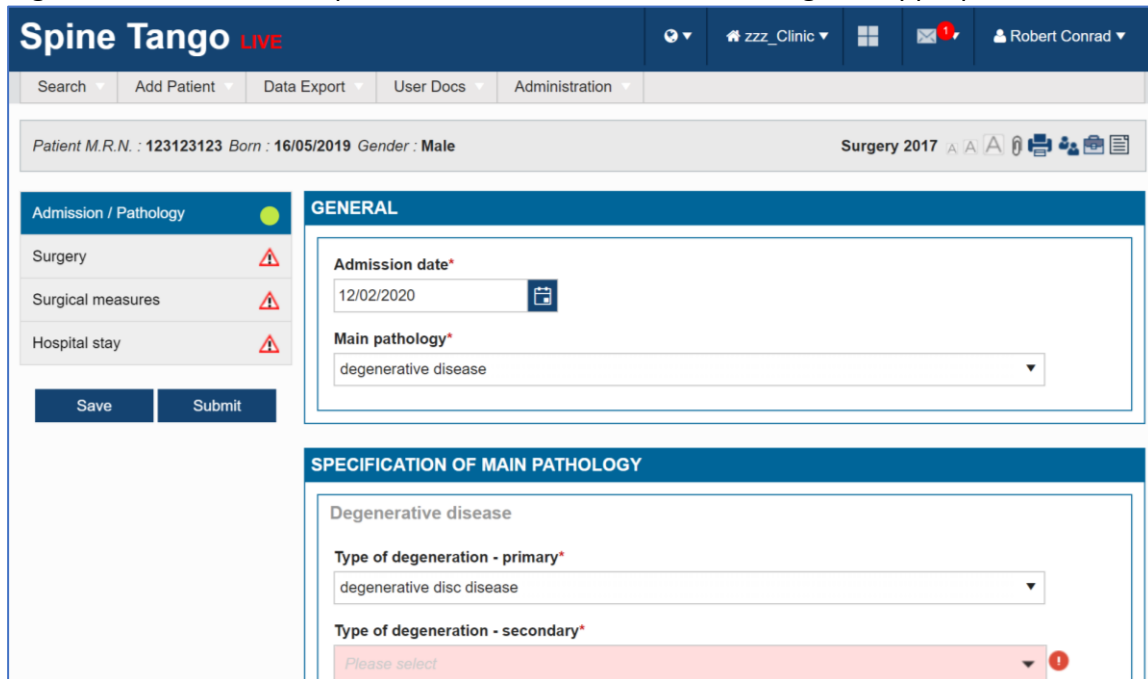 Spine Tango LIVE
zzz_Clinic
1
Robert Conrad
Search Add Patient Data Export User Docs Administration
Patient M.R.N. : 123123123 Born : 16/05/2019 Gender : Male
Surgery 2017 A A A
Admission / Pathology
Surgery
Surgical measures
Hospital stay
Save Submit
GENERAL
Admission date*
12/02/2020
Main pathology*
degenerative disease
SPECIFICATION OF MAIN PATHOLOGY
Degenerative disease
Type of degeneration - primary*
degenerative disc disease
Type of degeneration - secondary*
Please select